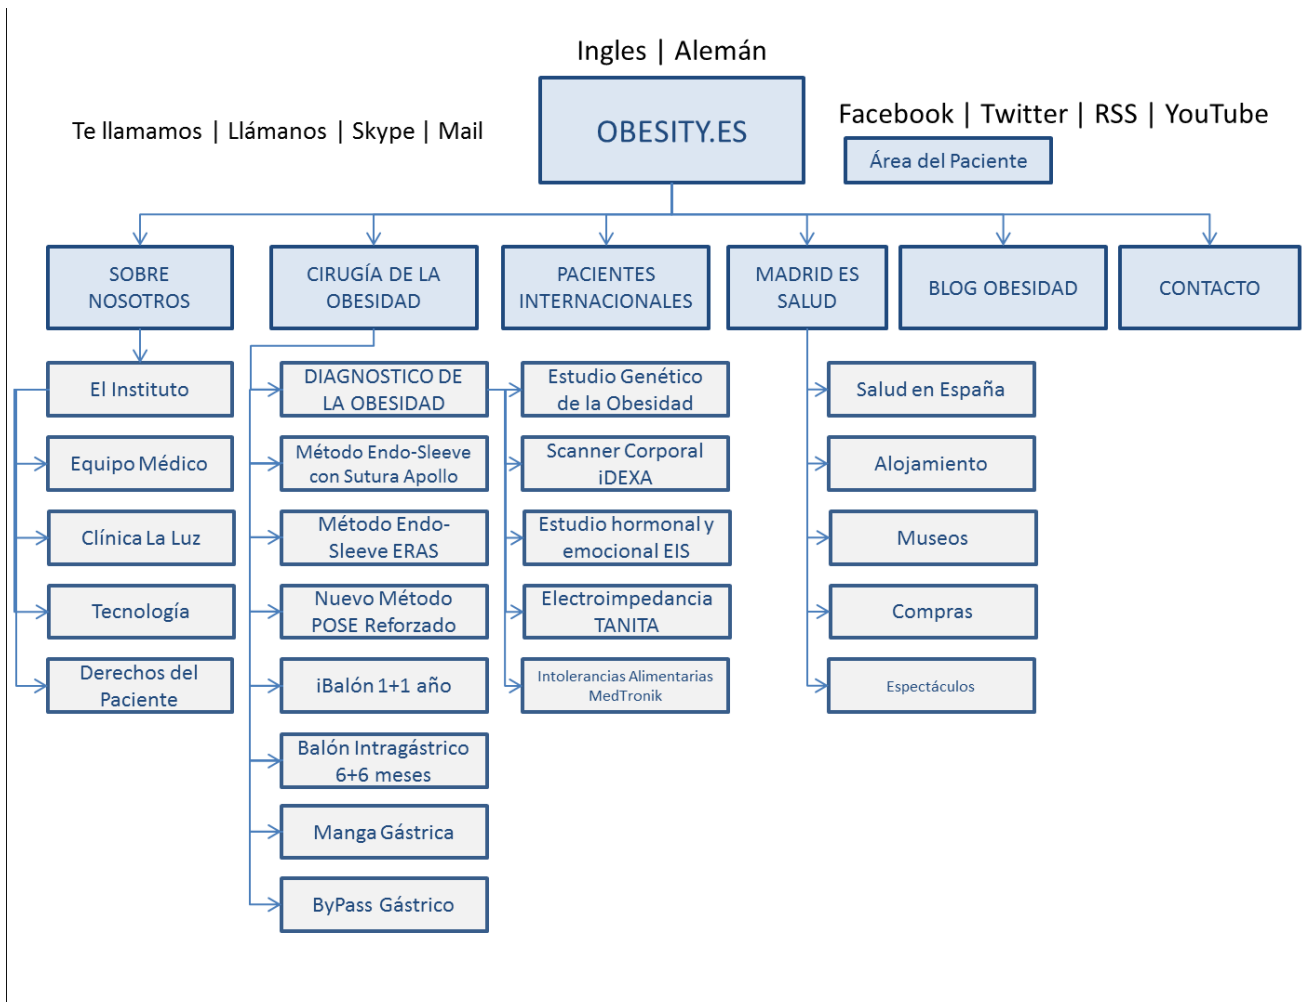 Ingles | Alemán
OBESITY.ES
Te llamamos | Llámanos | Skype | Mail
Facebook | Twitter | RSS | YouTube
Área del Paciente
SOBRE
NOSOTROS
CIRUGÍA DE LA
OBESIDAD
PACIENTES
INTERNACIONALES
MADRID ES
SALUD
BLOG OBESIDAD
CONTACTO
El Instituto
Equipo Médico
Clínica La Luz
Tecnología
Derechos del
Paciente
DIAGNOSTICO DE
LA OBESIDAD
Método Endo-Sleeve
con Sutura Apollo
Método Endo-
Sleeve ERAS
Nuevo Método
POSE Reforzado
iBalón 1+1 año
Balón Intragástrico
6+6 meses
Manga Gástrica
ByPass Gástrico
Estudio Genético
de la Obesidad
Scanner Corporal
iDEXA
Estudio hormonal y
emocional EIS
Electroimpedancia
TANITA
Intolerancias Alimentarias
MedTronik
Salud en España
Alojamiento
Museos
Compras
Espectáculos